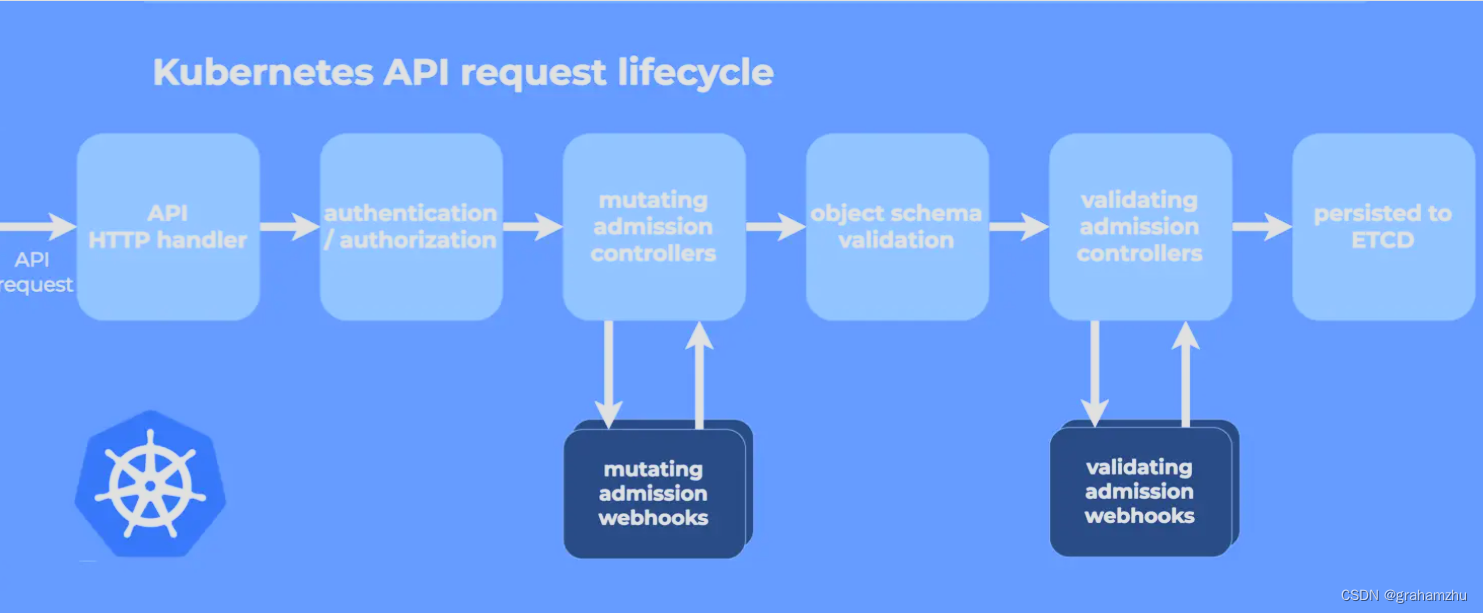 Kubernetes API request lifecycle
API
HTTP handler
authentication
/ authorization
mutating
admission
controllers
object schema
validation
validating
admission
controllers
persisted to
ETCD
API
request
mutating
admission
webhooks
validating
admission
webhooks
CSDN @grahamzhu